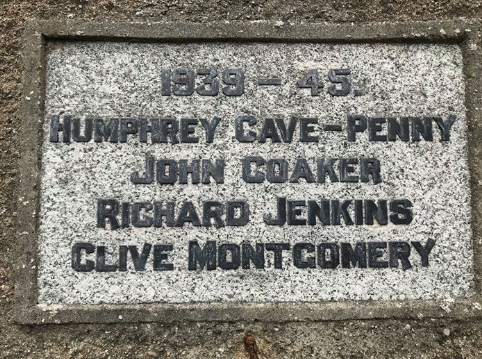 1939 - 45.
HUMPHREY CAVE-PENNY
JOHN COAKER
RICHARD JENKINS
CLIVE MONTGOMERY